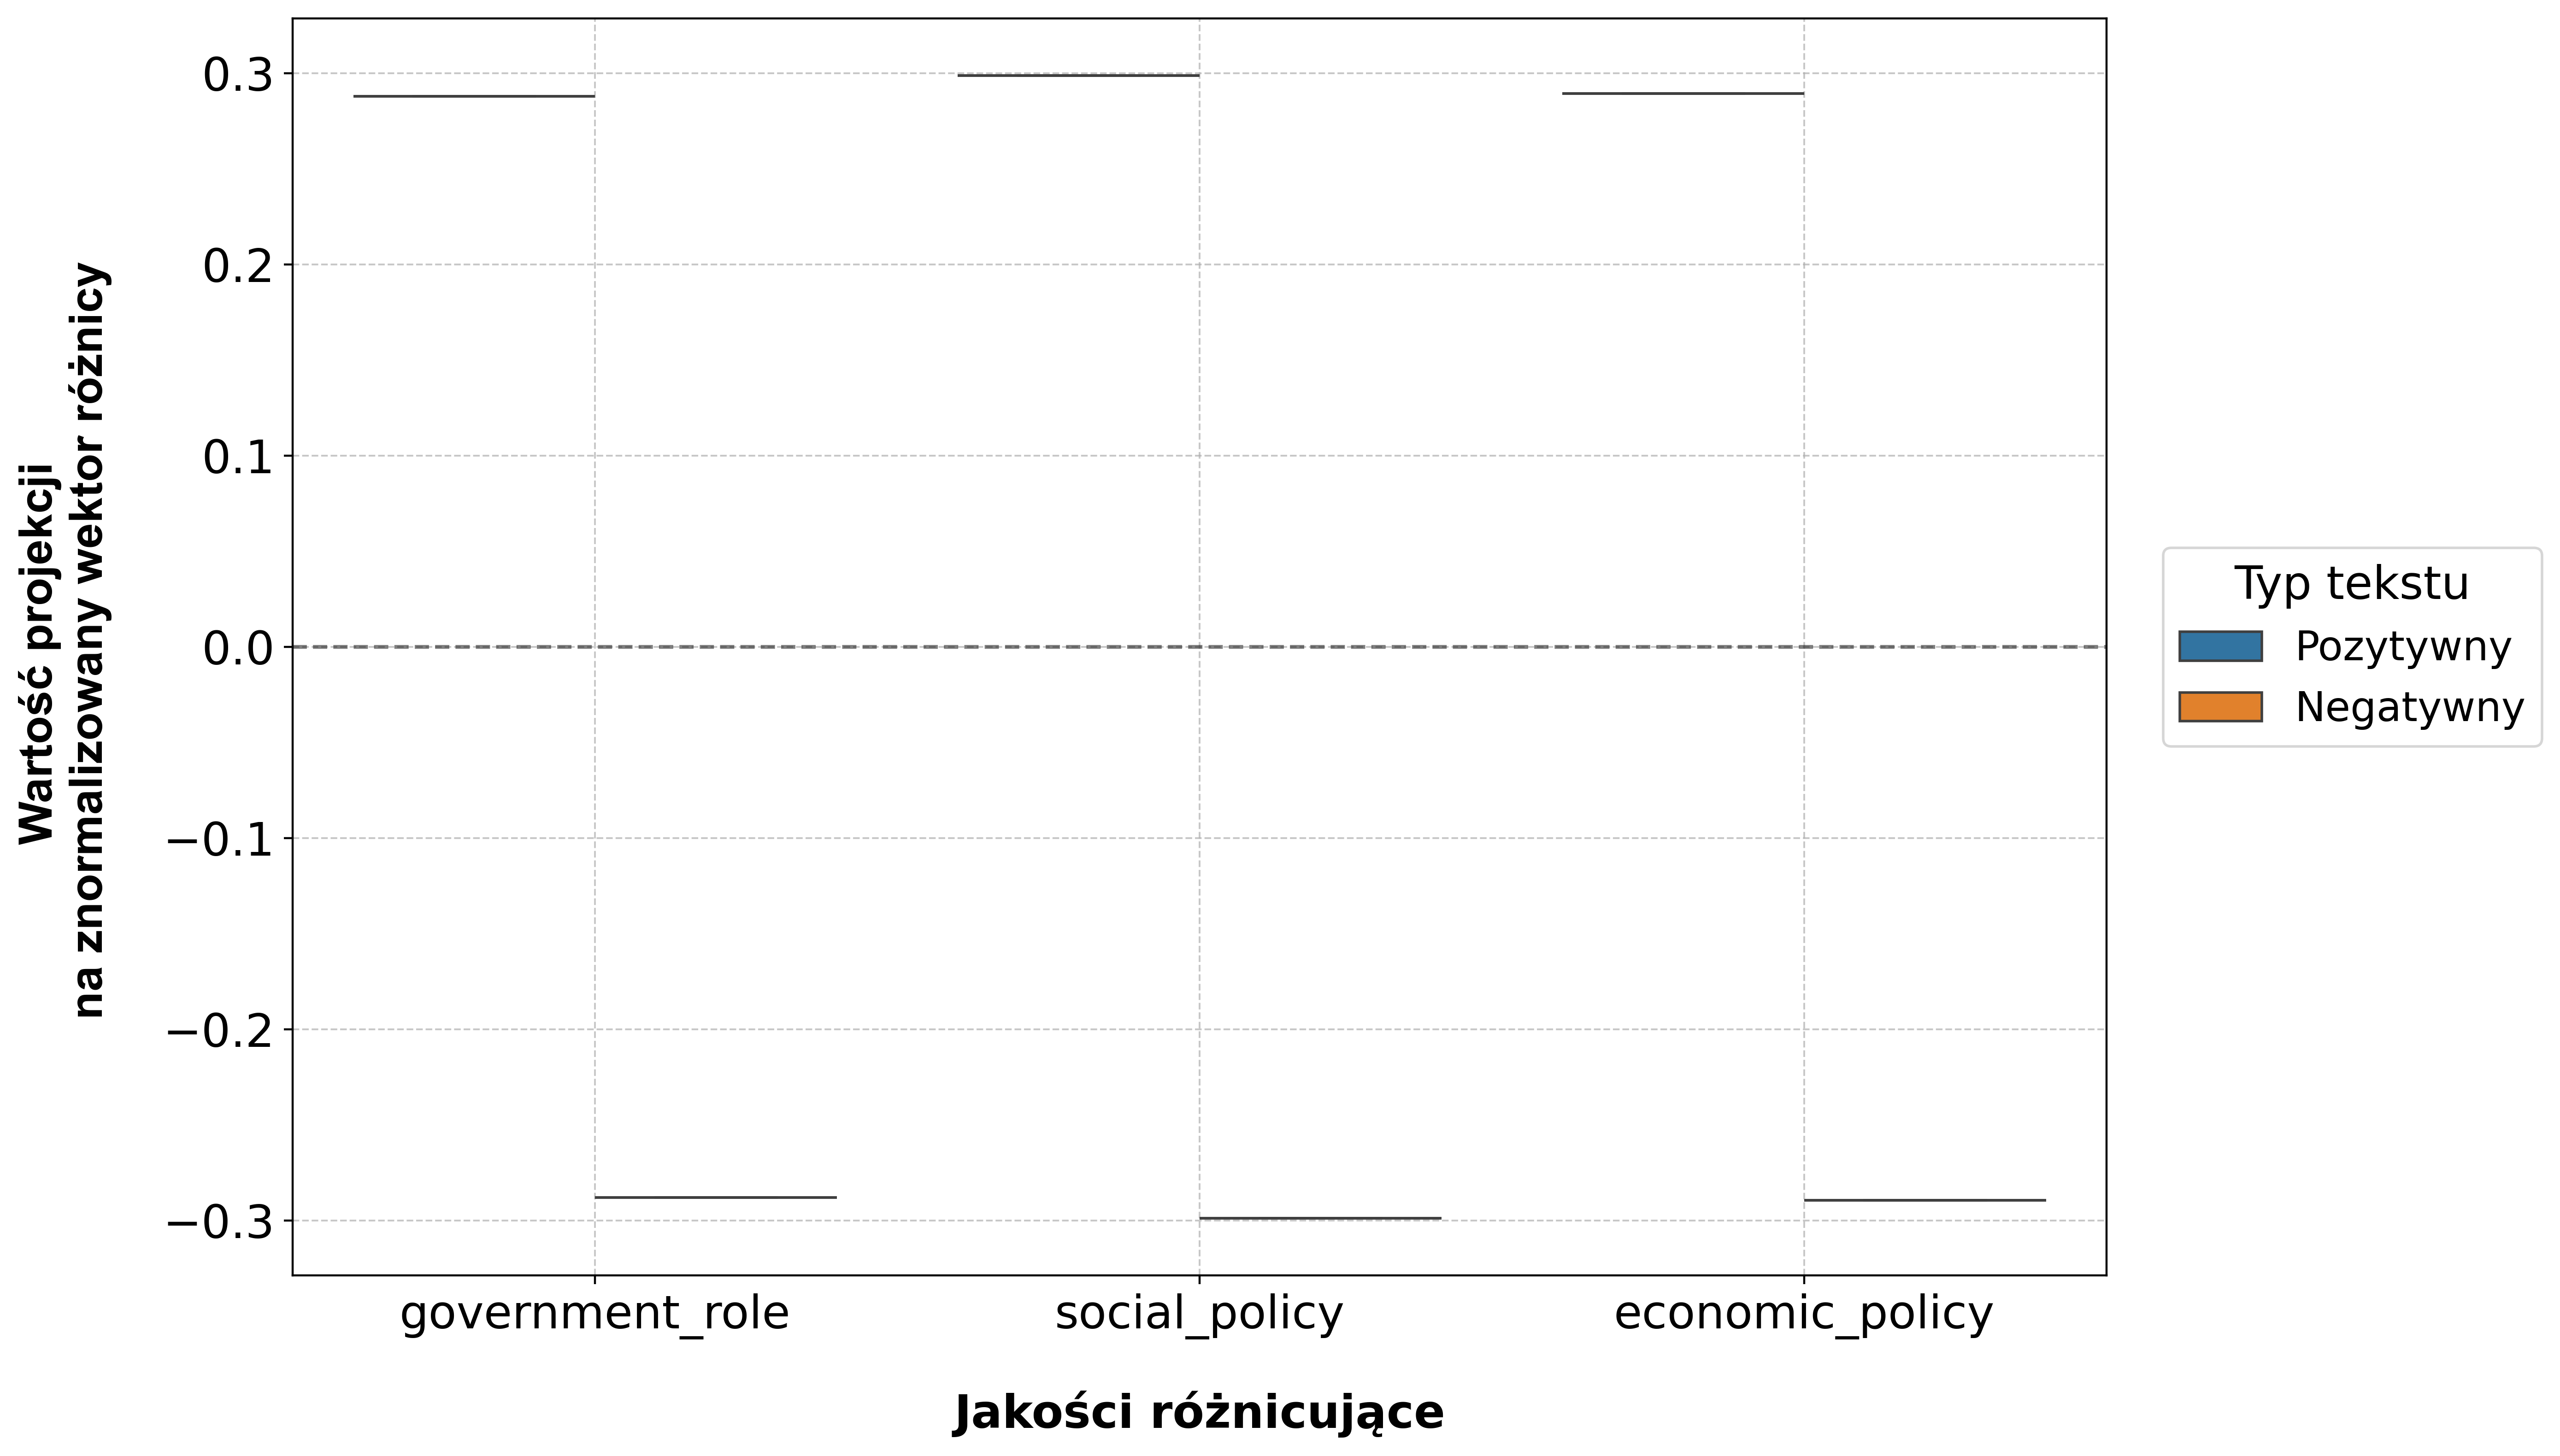 0.3
0.2
0.1
0.0
−0.1
−0.2
−0.3
Wartość projekcji
na znormalizowany wektor różnicy
government_role
social_policy
economic_policy
Jakości różnicujące
Typ tekstu
Pozytywny
Negatywny